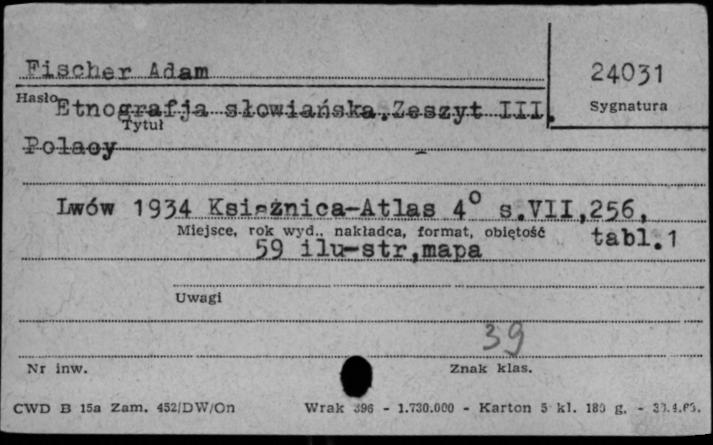 Fischer Adam
24031
Hasło
Sygnatura
Etnografja słowiańska.Zeszyt III.
Tytuł
Polacy
Lwów 1934 Książnica-Atlas 4° s.VII,256,
Miejsce, rok wyd., nakładca, format, objętość
tabl.1
59 ilu-str,mapa
Uwagi
39
Nr inw.
Znak klas.
CWD B 15a Zam. 452/DW/On
Wrak 396 - 1.730.000 - Karton 5 kl. 180 g. -